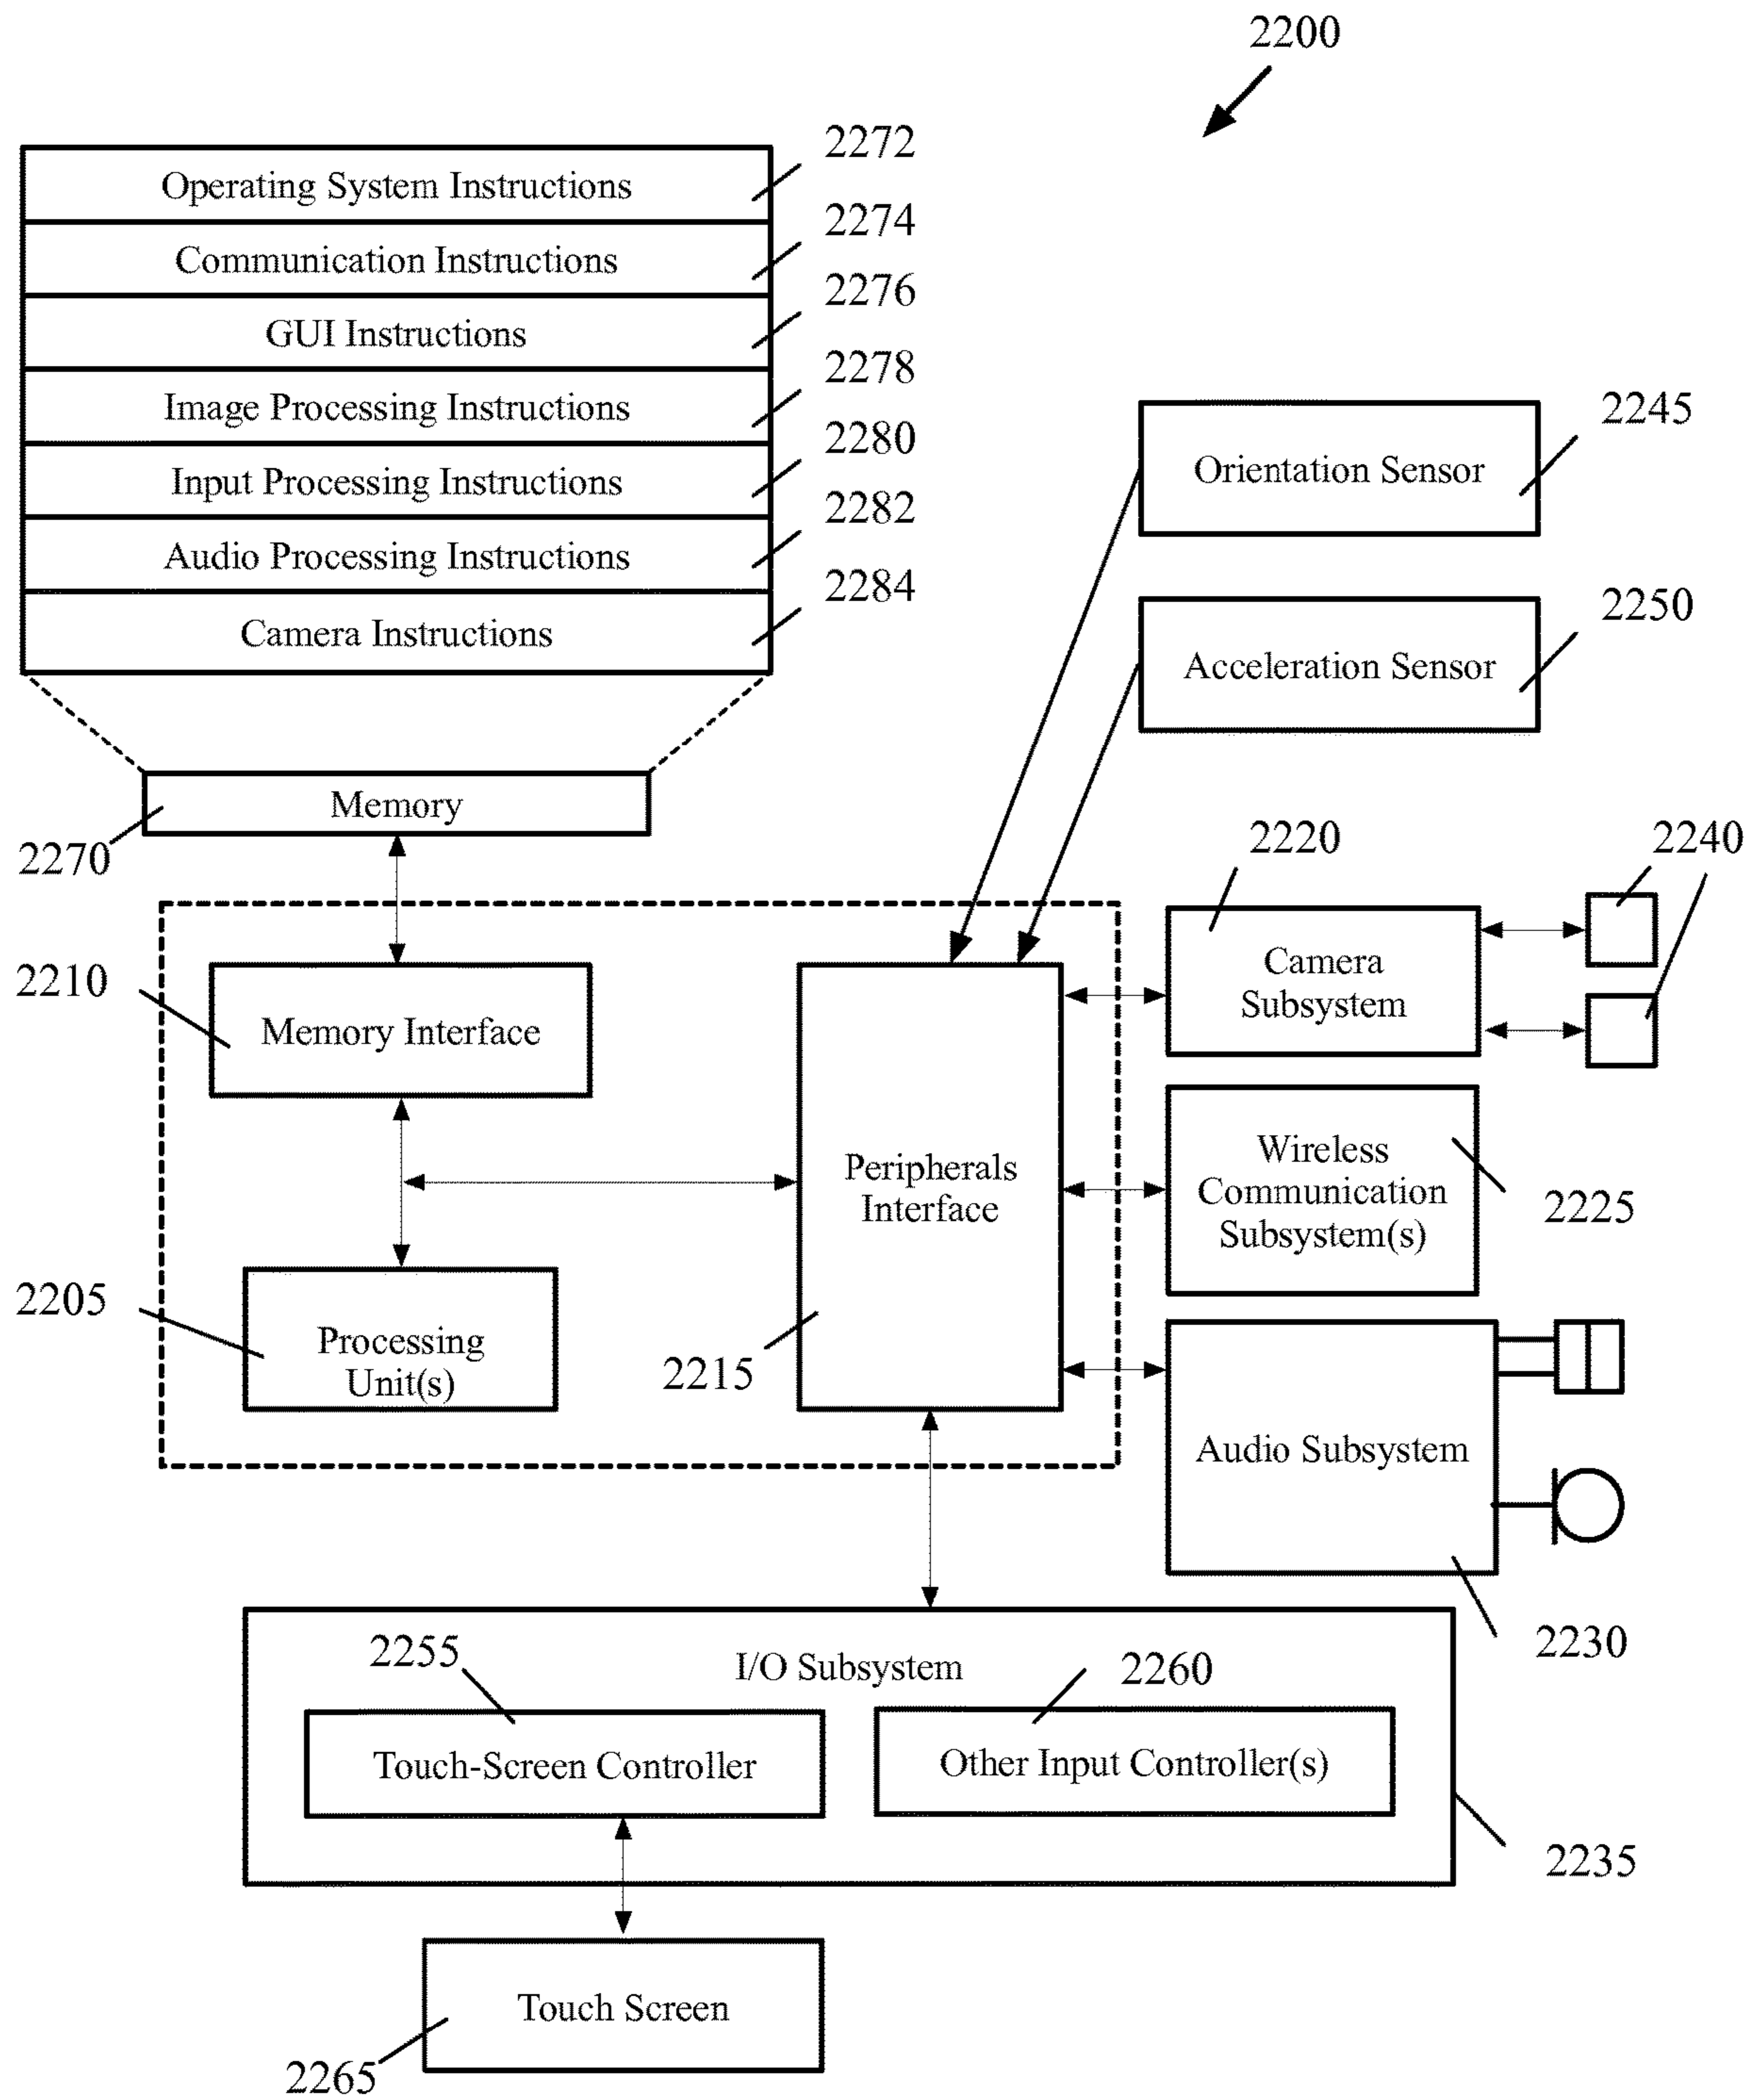 2200
2272
Operating System Instructions
2274
Communication Instructions
2276
GUI Instructions
2278
Image Processing Instructions
2280
Input Processing Instructions
2282
Audio Processing Instructions
2284
Camera Instructions
2245
Orientation Sensor
2250
Acceleration Sensor
Memory
2270
2220
2240
Camera
Subsystem
2210
Memory Interface
Peripherals
Interface
2215
Wireless
Communication
Subsystem(s)
2225
2205
Processing
Unit(s)
Audio Subsystem
2230
I/O Subsystem
2255
Touch-Screen Controller
2260
Other Input Controller(s)
2235
Touch Screen
2265